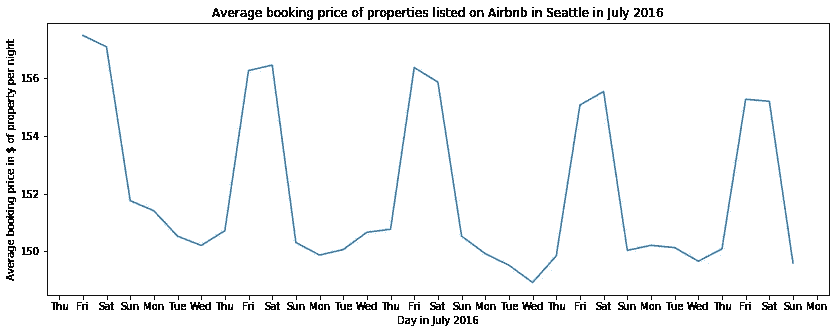 Average booking price of properties listed on Airbnb in Seattle in July 2016
Average booking price in $ of property per night
156
154
152
150
Thu Fri Sat Sun Mon Tue Wed Thu Fri Sat Sun Mon Tue Wed Thu Fri Sat Sun Mon Tue Wed Thu Fri Sat Sun Mon Tue Wed Thu Fri Sat Sun Mon
Day in July 2016